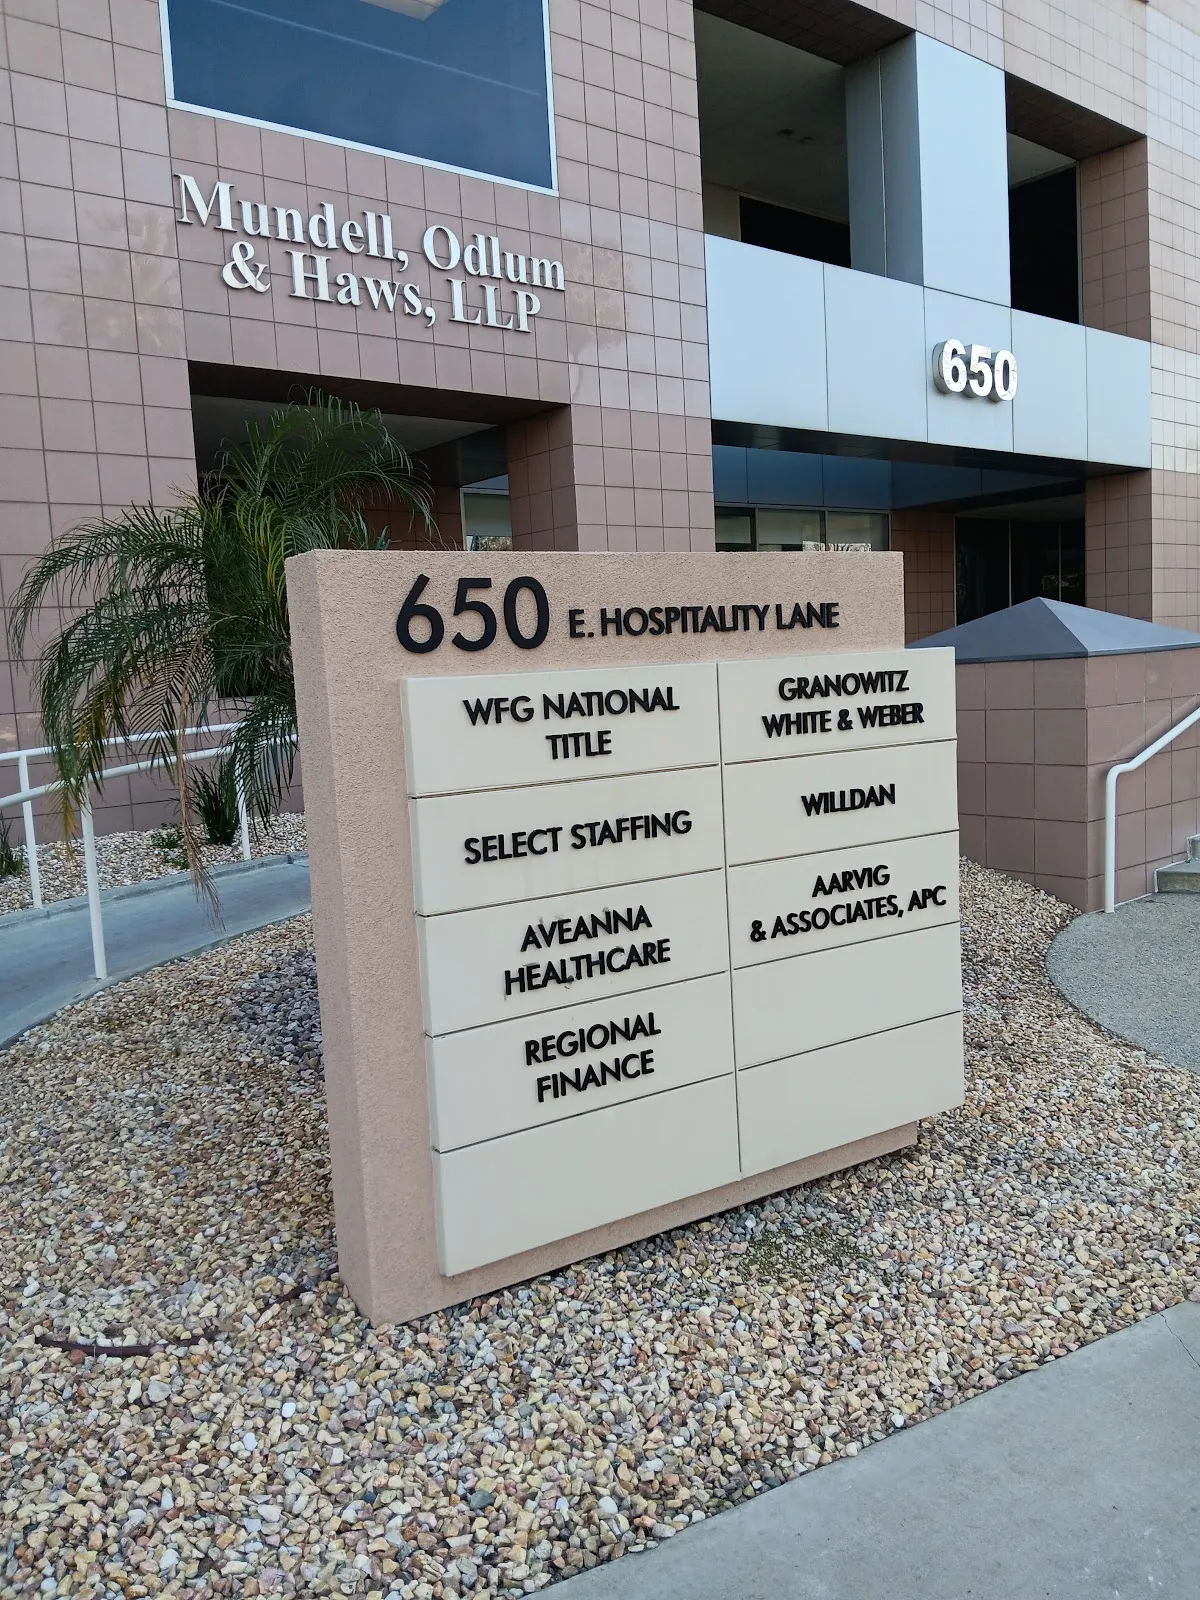 Mundell, Odlum
& Haws, LLP
650
650 E. HOSPITALITY LANE
WFG NATIONAL
TITLE
SELECT STAFFING
AVEANNA
HEALTHCARE
REGIONAL
FINANCE
GRANOWITZ
WHITE & WEBER
WILLDAN
AARVIG
& ASSOCIATES, APC